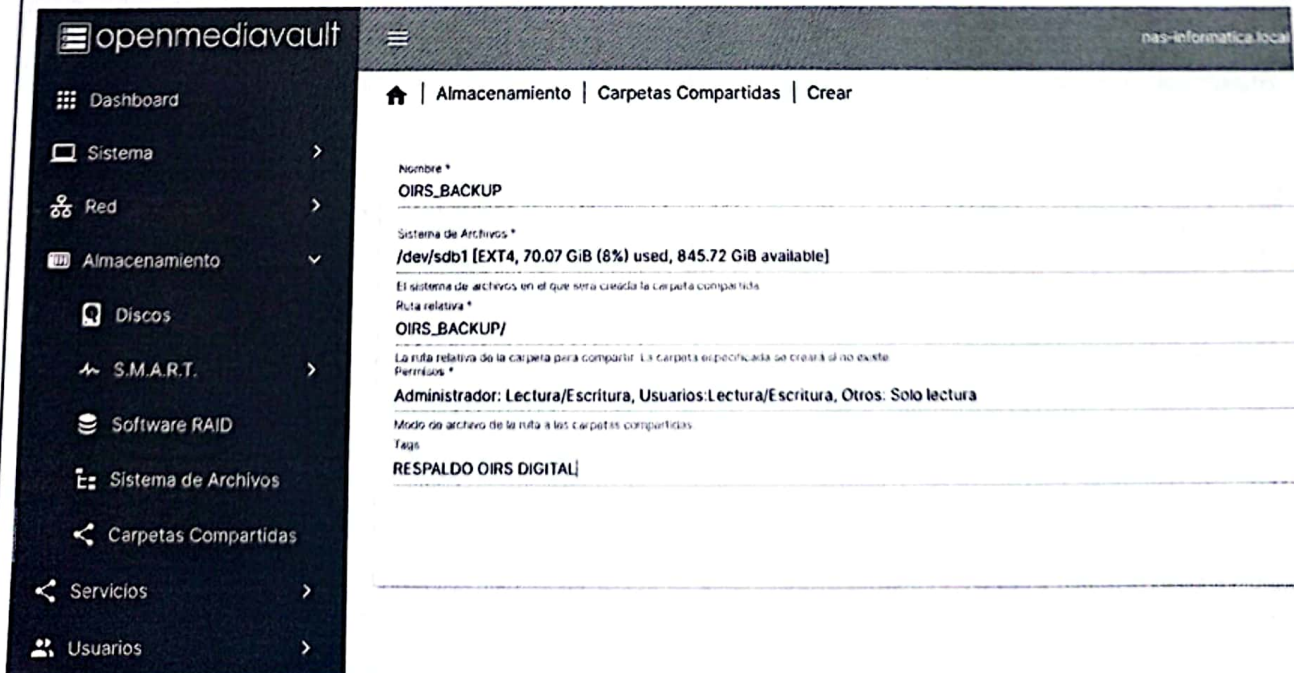 openmediavault
nas-informatica.local
Dashboard
Sistema
Red
Almacenamiento
Discos
S.M.A.R.T.
Software RAID
Sistema de Archivos
Carpetas Compartidas
Servicios
Usuarios
Almacenamiento | Carpetas Compartidas | Crear
Nombre *
OIRS_BACKUP
Sistema de Archivos *
/dev/sdb1 [EXT4, 70.07 GiB (8%) used, 845.72 GiB available]
El sistema de archivos en el que sera creada la carpeta compartida
Ruta relativa *
OIRS_BACKUP/
La ruta relativa de la carpeta para compartir. La carpeta especificada se creará si no existe
Permisos *
Administrador: Lectura/Escritura, Usuarios:Lectura/Escritura, Otros: Solo lectura
Modo de archivo de la ruta a las carpetas compartidas
Tags
RESPALDO OIRS DIGITAL